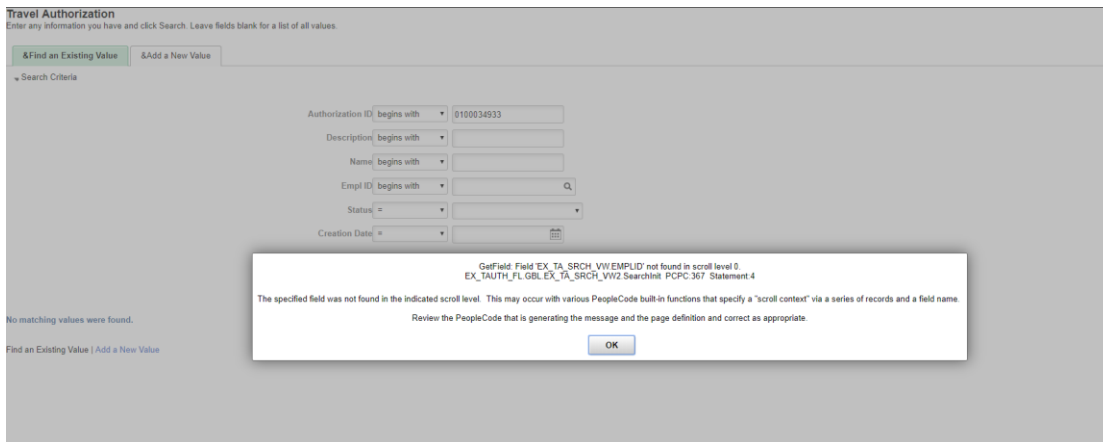 Travel Authorization
Enter any information you have and click Search. Leave fields blank for a list of all values.
&Find an Existing Value &Add a New Value
Search Criteria
Authorization ID begins with 0100034933
Description begins with
Name begins with
Empl ID begins with
Status =
Creation Date =
GetField: Field 'EX_TA_SRCH_VW.EMPLID' not found in scroll level 0.
EX_TAUTH_FL.GBL.EX_TA_SRCH_VW2.SearchInit PCPC:367 Statement:4
The specified field was not found in the indicated scroll level. This may occur with various PeopleCode built-in functions that specify a "scroll context" via a series of records and a field name.
Review the PeopleCode that is generating the message and the page definition and correct as appropriate.
OK
No matching values were found.
Find an Existing Value | Add a New Value